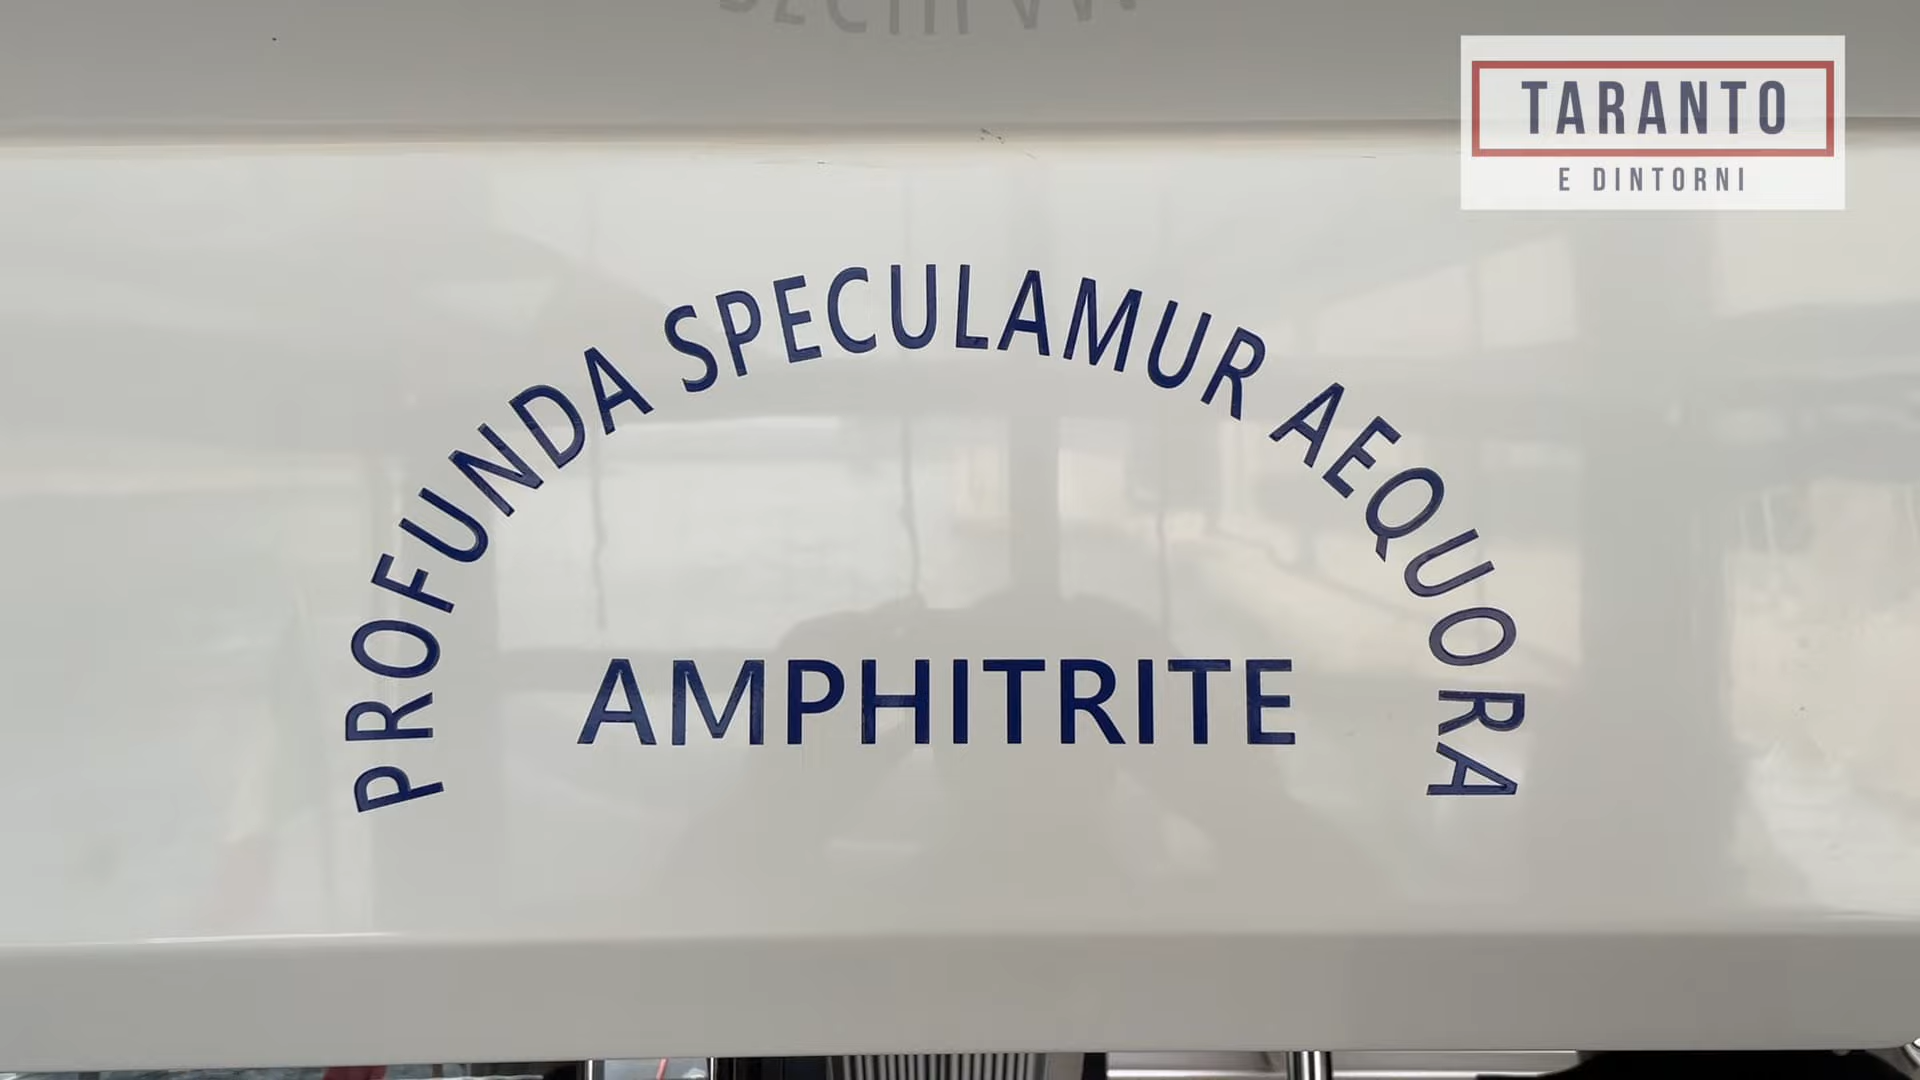 TARANTO
E DINTORNI
PROFUNDA SPECULAMUR AEQUORA
AMPHITRITE